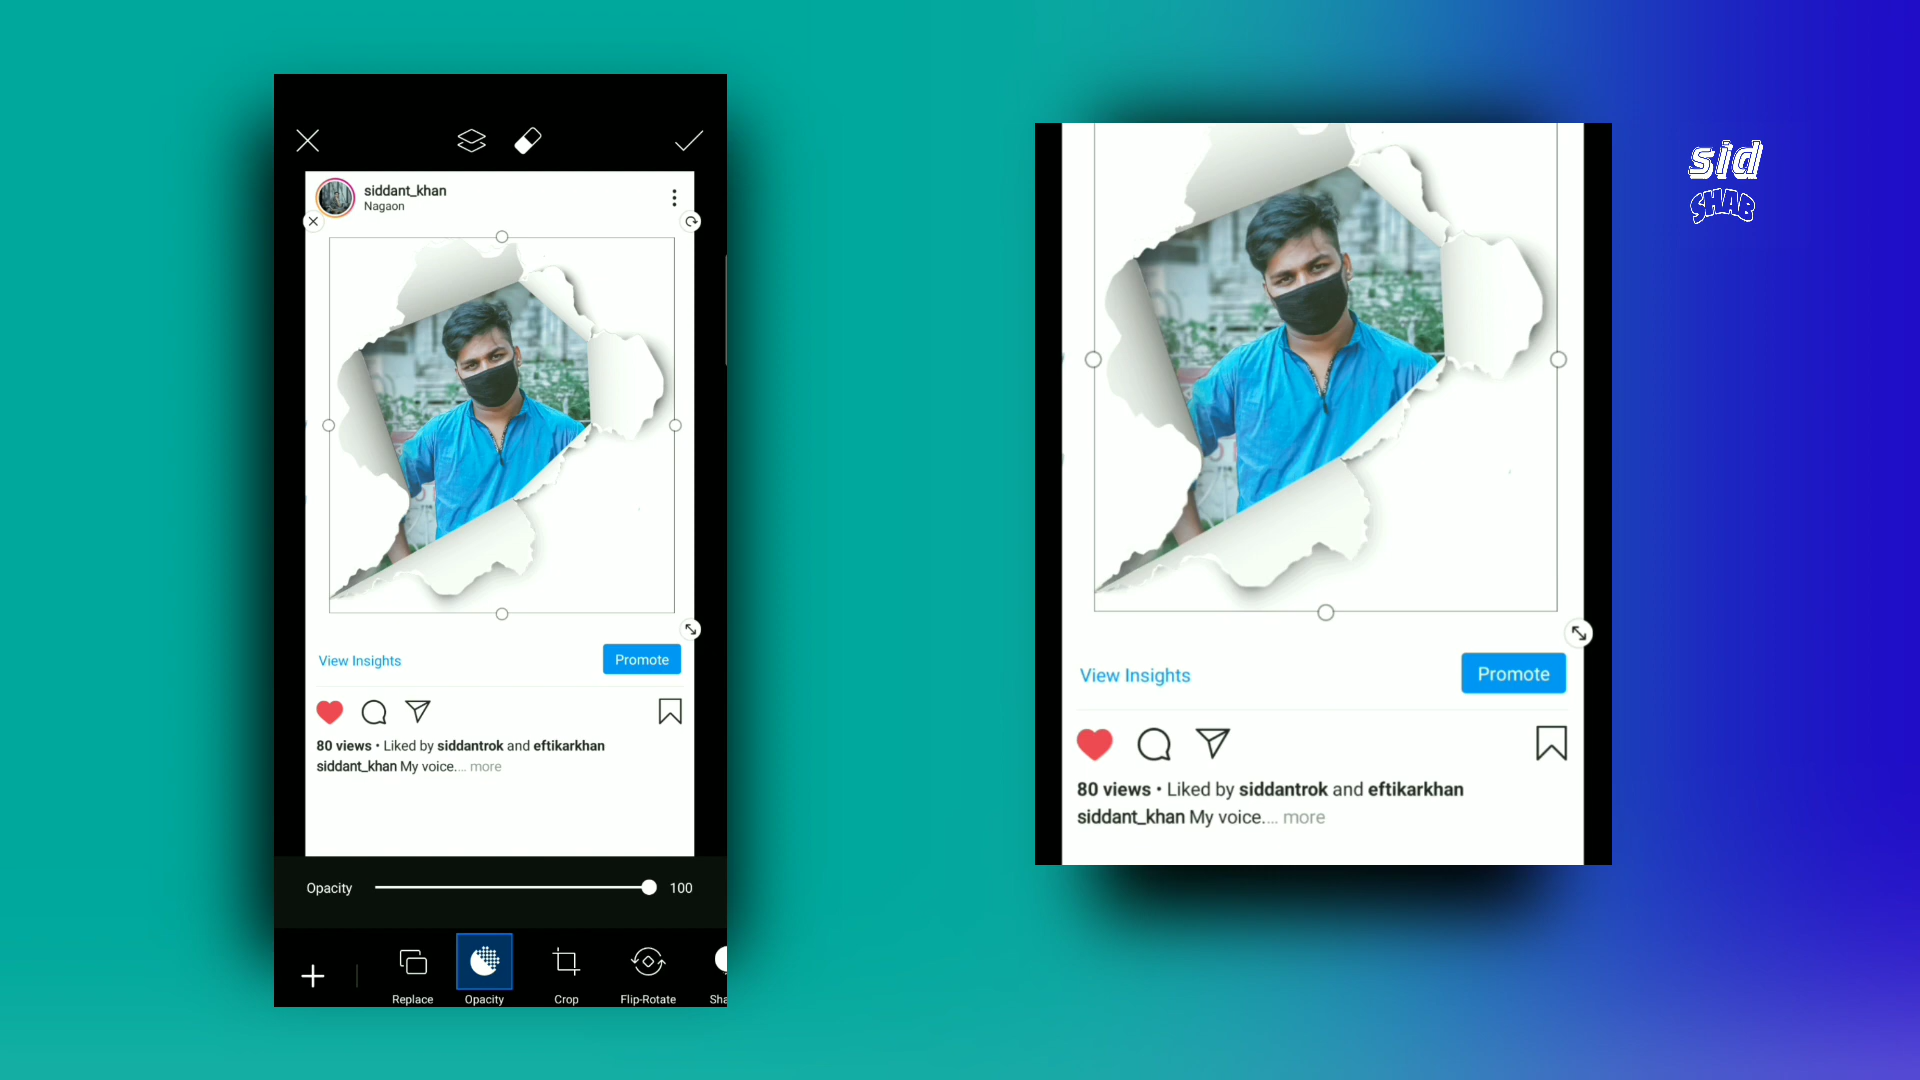 siddant_khan
Nagaon
View Insights
Promote
80 views • Liked by siddantrok and eftikarkhan
siddant_khan My voice.... more
Opacity
100
Replace
Opacity
Crop
Flip-Rotate
Sha
View Insights
Promote
80 views • Liked by siddantrok and eftikarkhan
siddant_khan My voice.... more
sid
SHAB